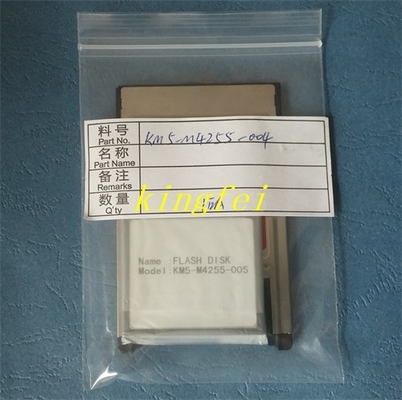 料号
Part No.
KM5-M4255-004
名称
Part Name
备注
Remarks
数量
Q'ty
kingfei
Name :FLASH DISK
Model:KM5-M4255-005